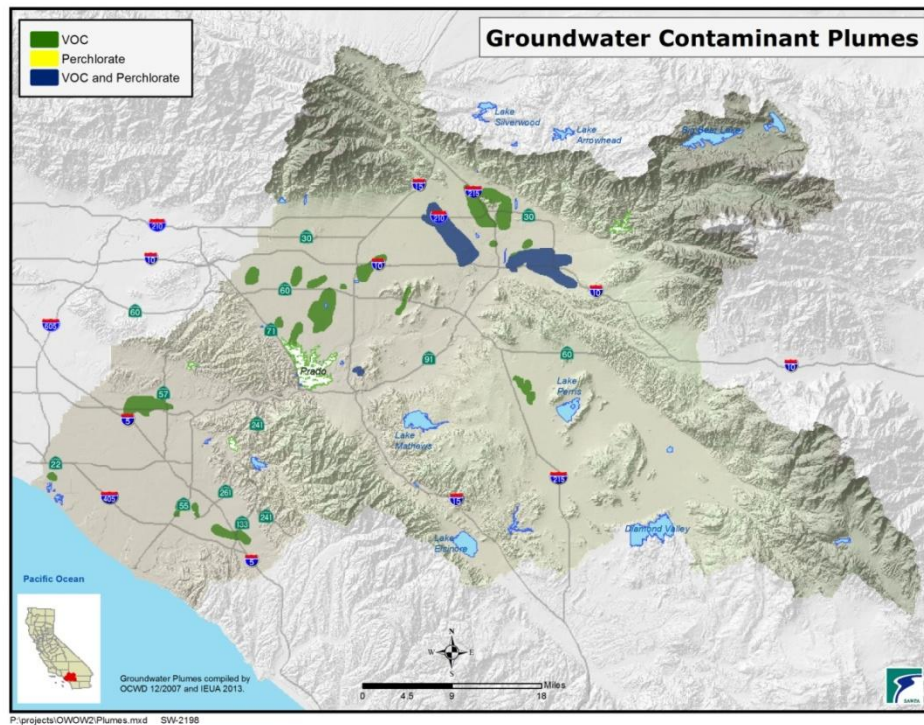 Groundwater Contaminant Plumes
VOC
Perchlorate
VOC and Perchlorate
Lake
Silverwood
Lake
Arrowhead
Big Bear Lake
15
215
210
30
210
30
10
10
60
60
10
605
71
91
60
10
Prado
Lake
Perris
57
5
241
Lake
Mathews
22
405
55
261
133
241
5
15
215
Lake
Elsinore
Diamond Valley
Pacific Ocean
N
W
E
S
Groundwater Plumes compiled by
OCWD 12/2007 and IEUA 2013.
Miles
0
4.5
9
18
SAWPA
P:\projects\OWOW2\Plumes.mxd SW-2198